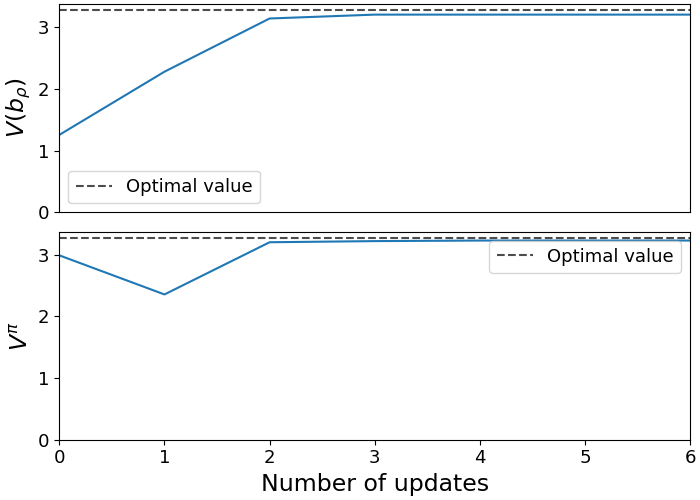 3
2
1
0
V(b_ρ)
Optimal value
3
2
1
0
V^π
Optimal value
0 1 2 3 4 5 6
Number of updates